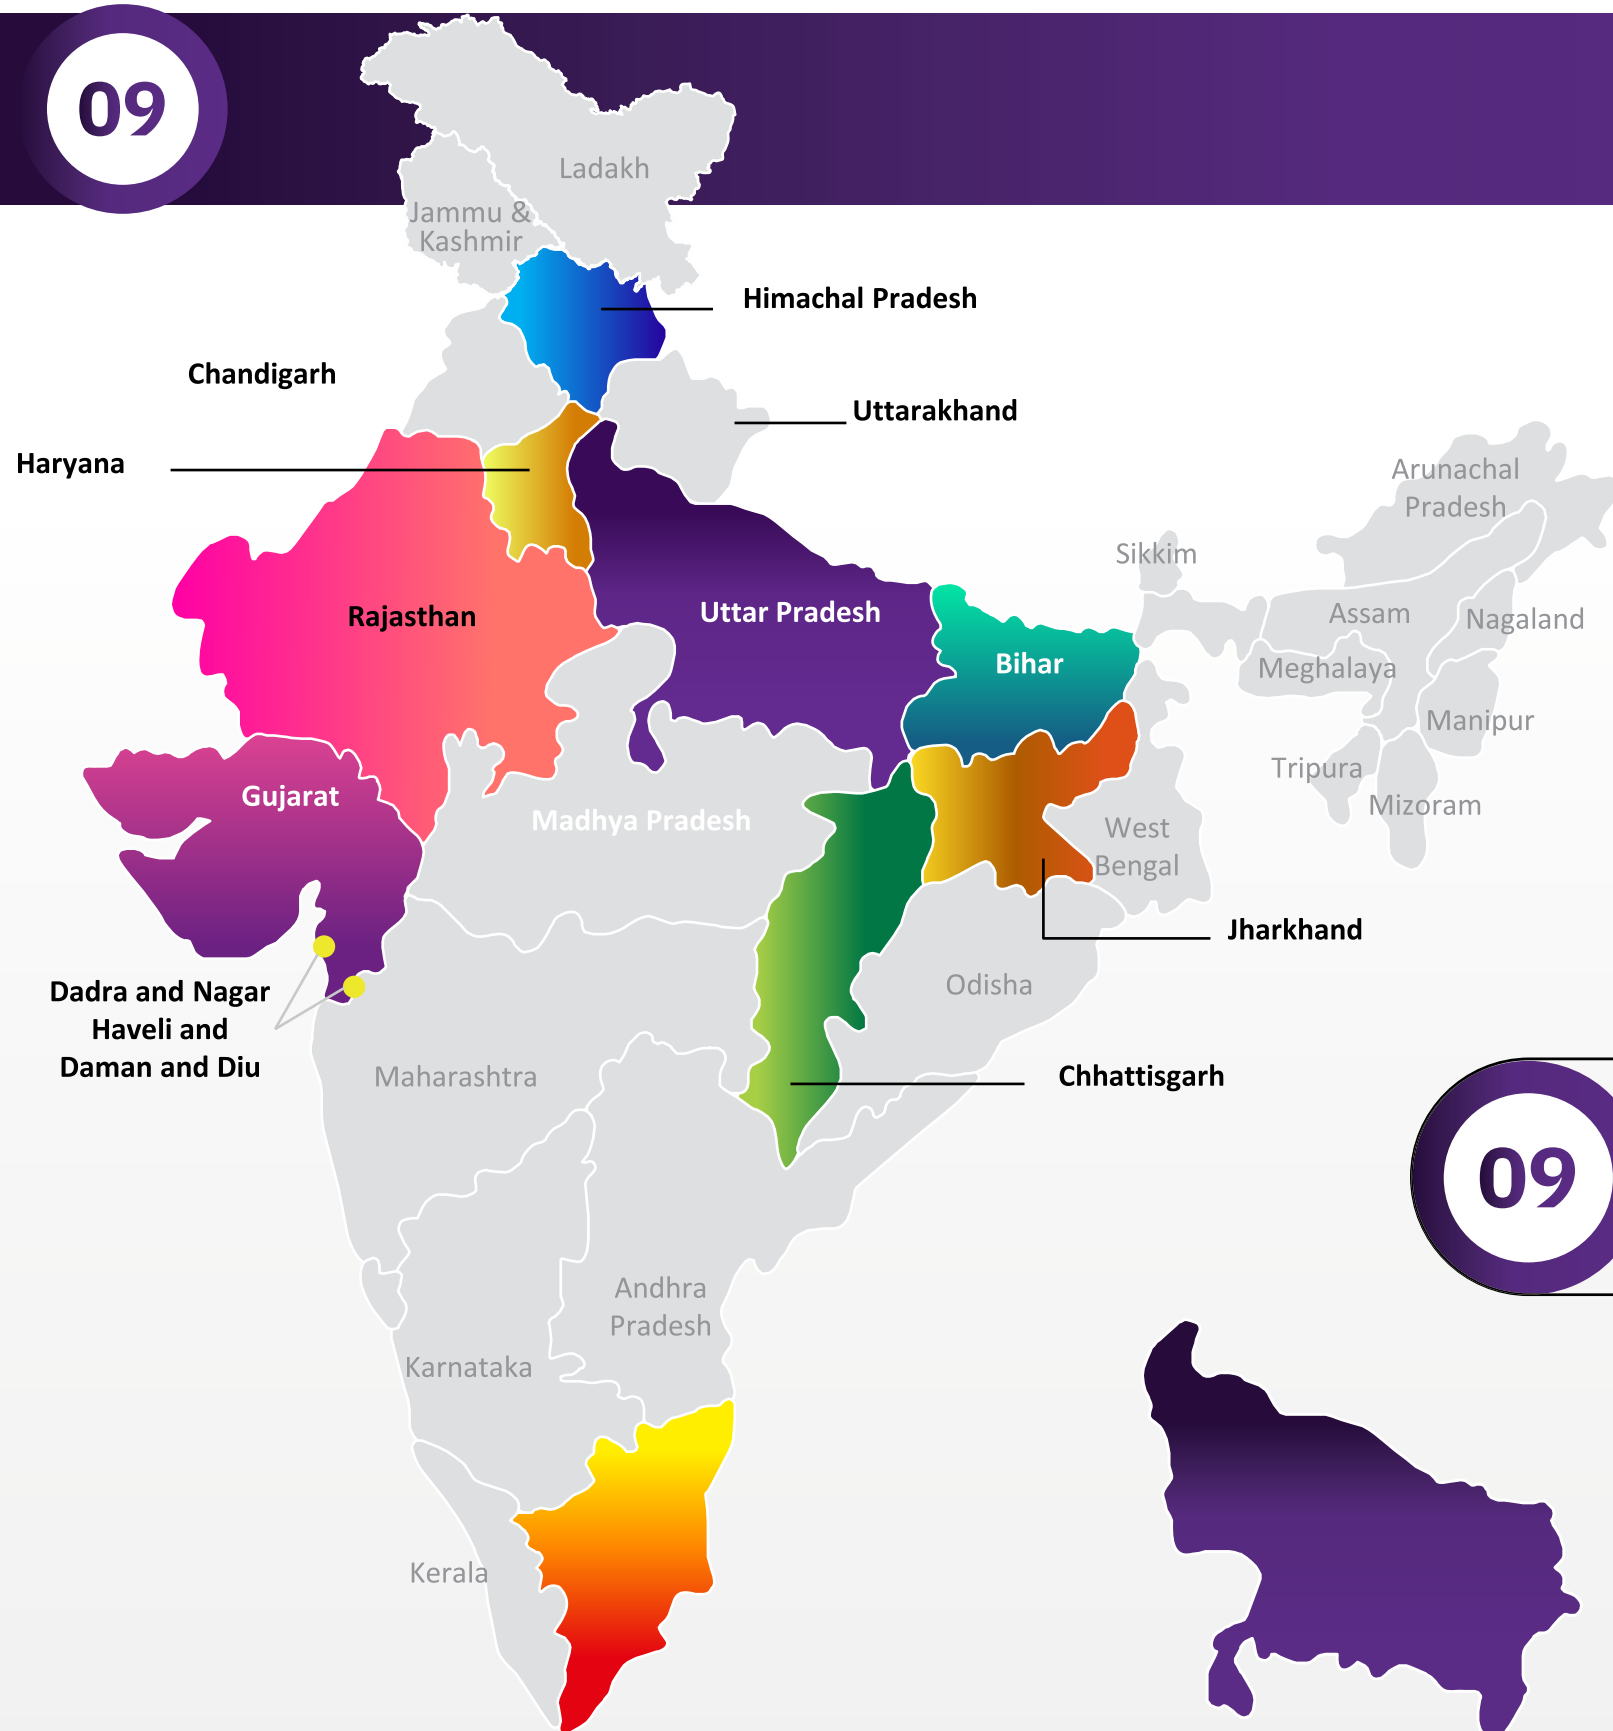 09
Ladakh
Jammu &
Kashmir
Himachal Pradesh
Chandigarh
Uttarakhand
Haryana
Arunachal
Pradesh
Sikkim
Rajasthan
Uttar Pradesh
Assam
Nagaland
Bihar
Meghalaya
Manipur
Gujarat
Tripura
Mizoram
Madhya Pradesh
West
Bengal
Jharkhand
Dadra and Nagar
Haveli and
Daman and Diu
Odisha
Maharashtra
Chhattisgarh
09
Andhra
Pradesh
Karnataka
Kerala